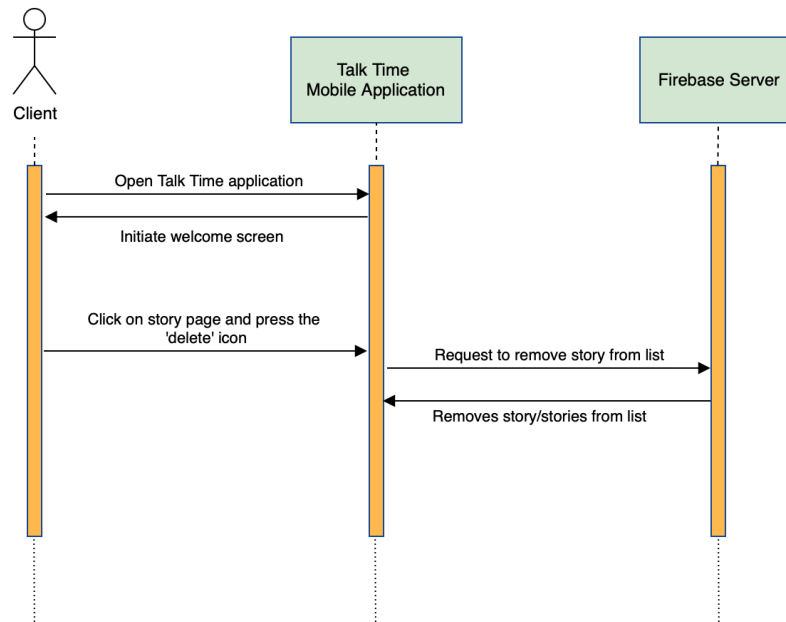 Talk Time
Mobile Application
Firebase Server
Client
Open Talk Time application
Initiate welcome screen
Click on story page and press the
'delete' icon
Request to remove story from list
Removes story/stories from list